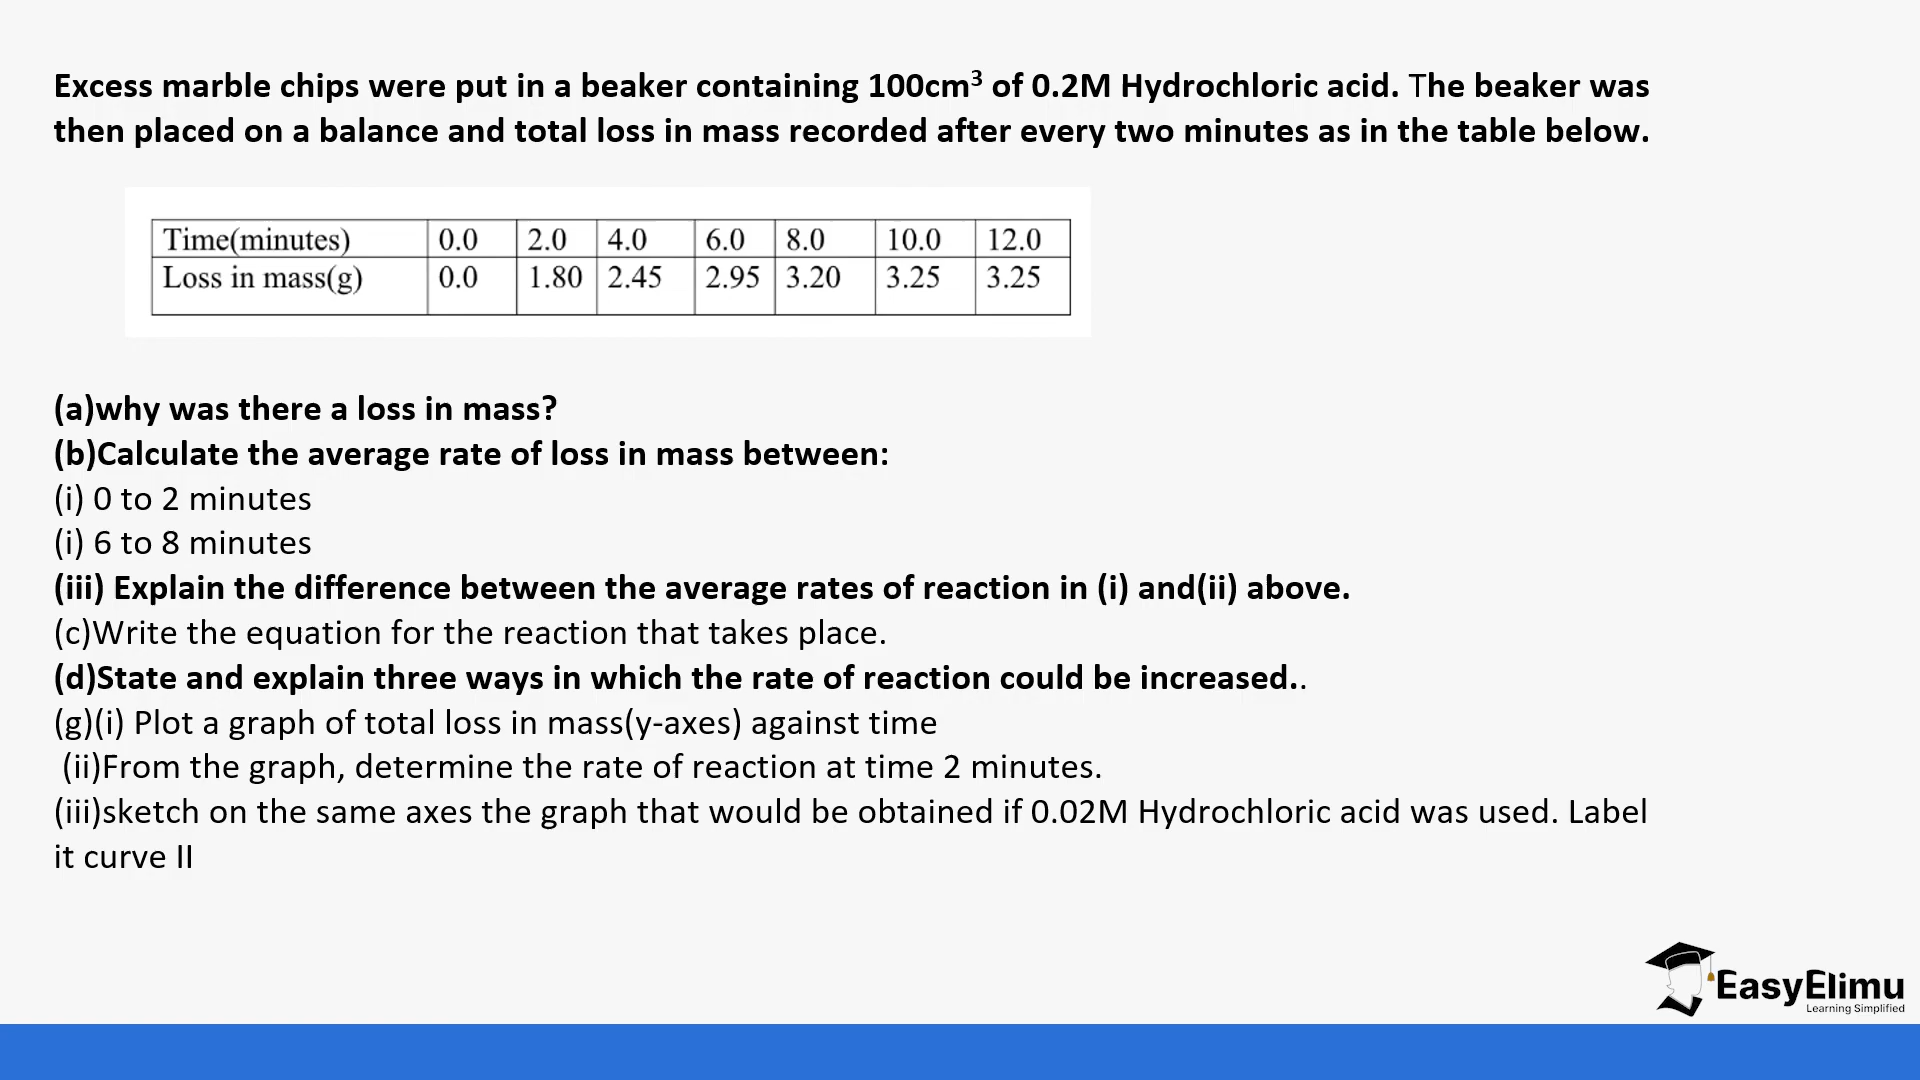 Excess marble chips were put in a beaker containing 100cm³ of 0.2M Hydrochloric acid. The beaker was
then placed on a balance and total loss in mass recorded after every two minutes as in the table below.
Time(minutes) 0.0 2.0 4.0 6.0 8.0 10.0 12.0
Loss in mass(g) 0.0 1.80 2.45 2.95 3.20 3.25 3.25
(a)why was there a loss in mass?
(b)Calculate the average rate of loss in mass between:
(i) 0 to 2 minutes
(i) 6 to 8 minutes
(iii) Explain the difference between the average rates of reaction in (i) and(ii) above.
(c)Write the equation for the reaction that takes place.
(d)State and explain three ways in which the rate of reaction could be increased..
(g)(i) Plot a graph of total loss in mass(y-axes) against time
(ii)From the graph, determine the rate of reaction at time 2 minutes.
(iii)sketch on the same axes the graph that would be obtained if 0.02M Hydrochloric acid was used. Label
it curve II
EasyElimu
Learning Simplified